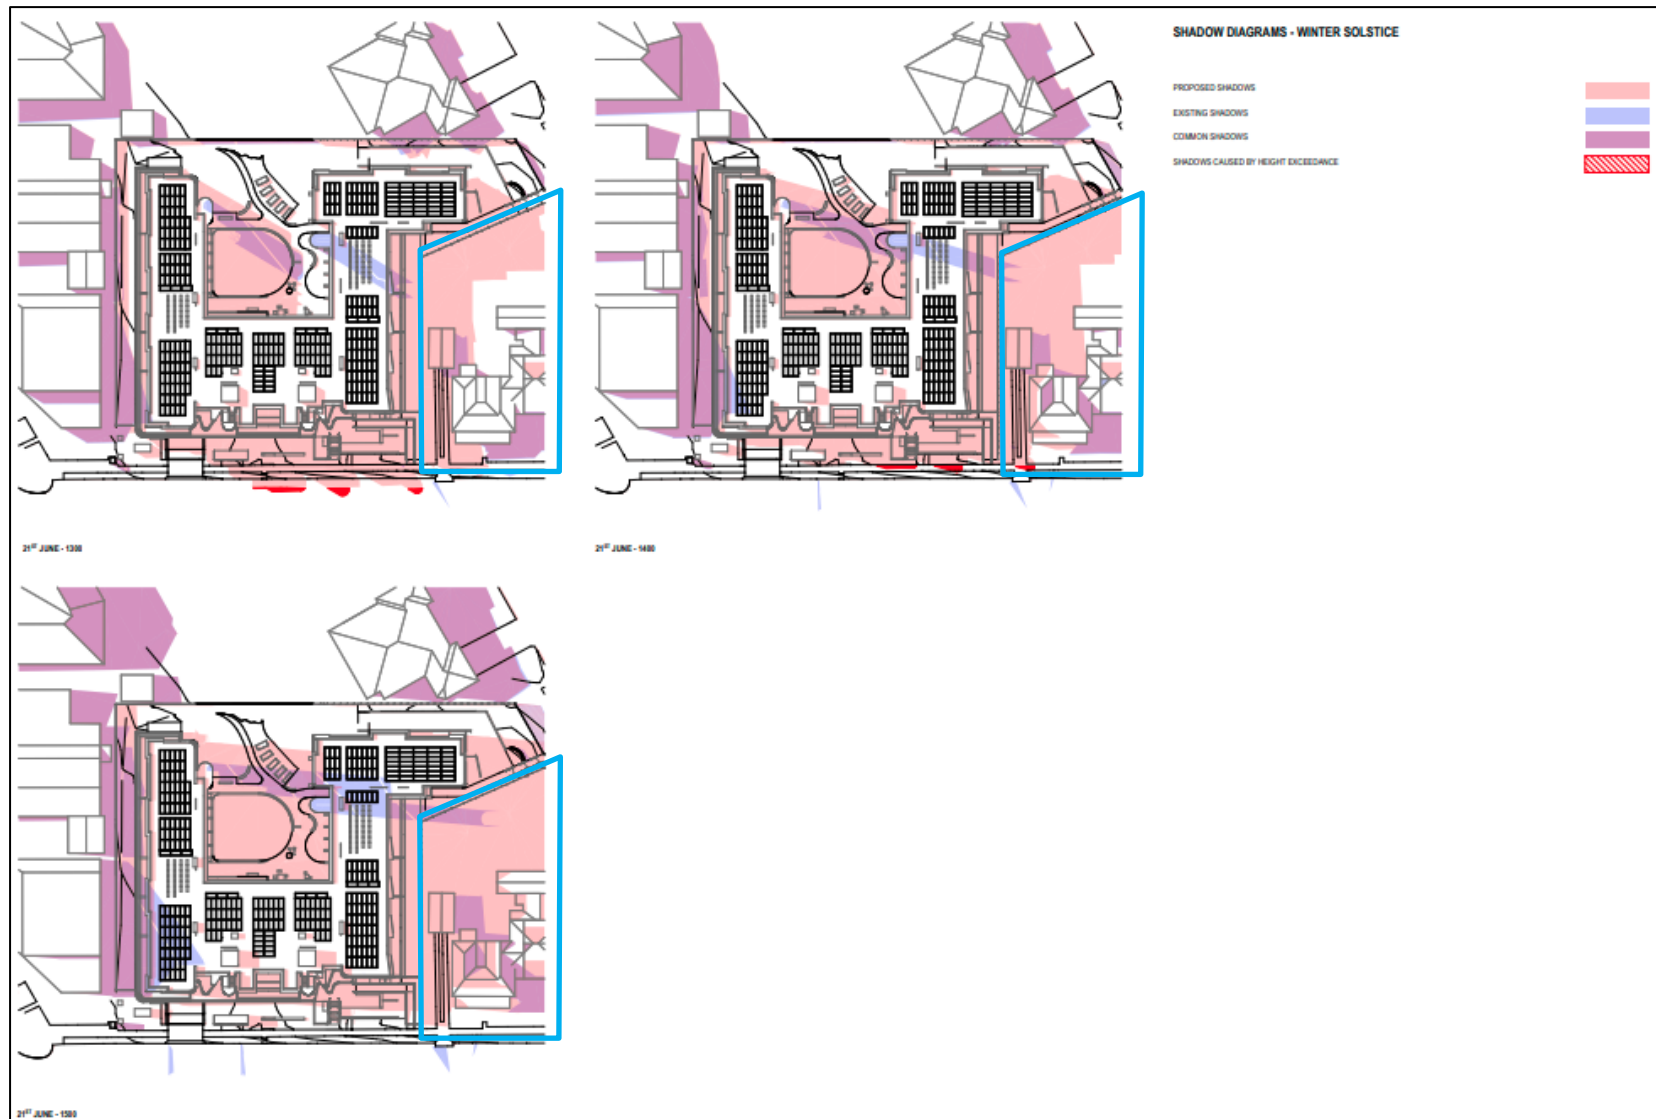 SHADOW DIAGRAMS - WINTER SOLSTICE
PROPOSED SHADOWS
EXISTING SHADOWS
COMMON SHADOWS
SHADOWS CAUSED BY HEIGHT EXCEEDANCE
21ST JUNE - 1300
21ST JUNE - 1400
21ST JUNE - 1500